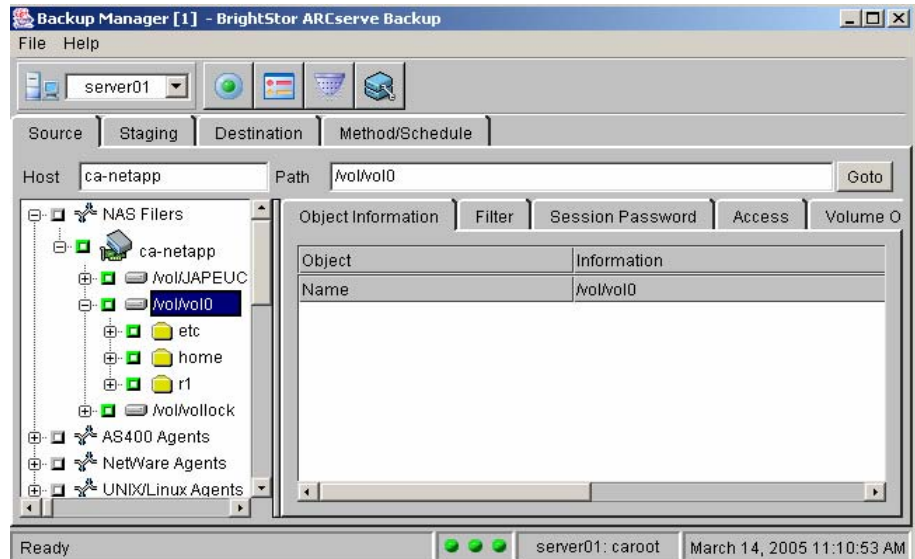 Backup Manager [1] - BrightStor ARCserve Backup
File Help
server01
Source Staging Destination Method/Schedule
Host ca-netapp Path /vol/vol0 Goto
NAS Filers
ca-netapp
/vol/JAPEUC
/vol/vol0
etc
home
r1
/vol/vollock
AS400 Agents
NetWare Agents
UNIX/Linux Agents
Object Information Filter Session Password Access Volume O
Object Information
Name /vol/vol0
Ready server01: caroot March 14, 2005 11:10:53 AM